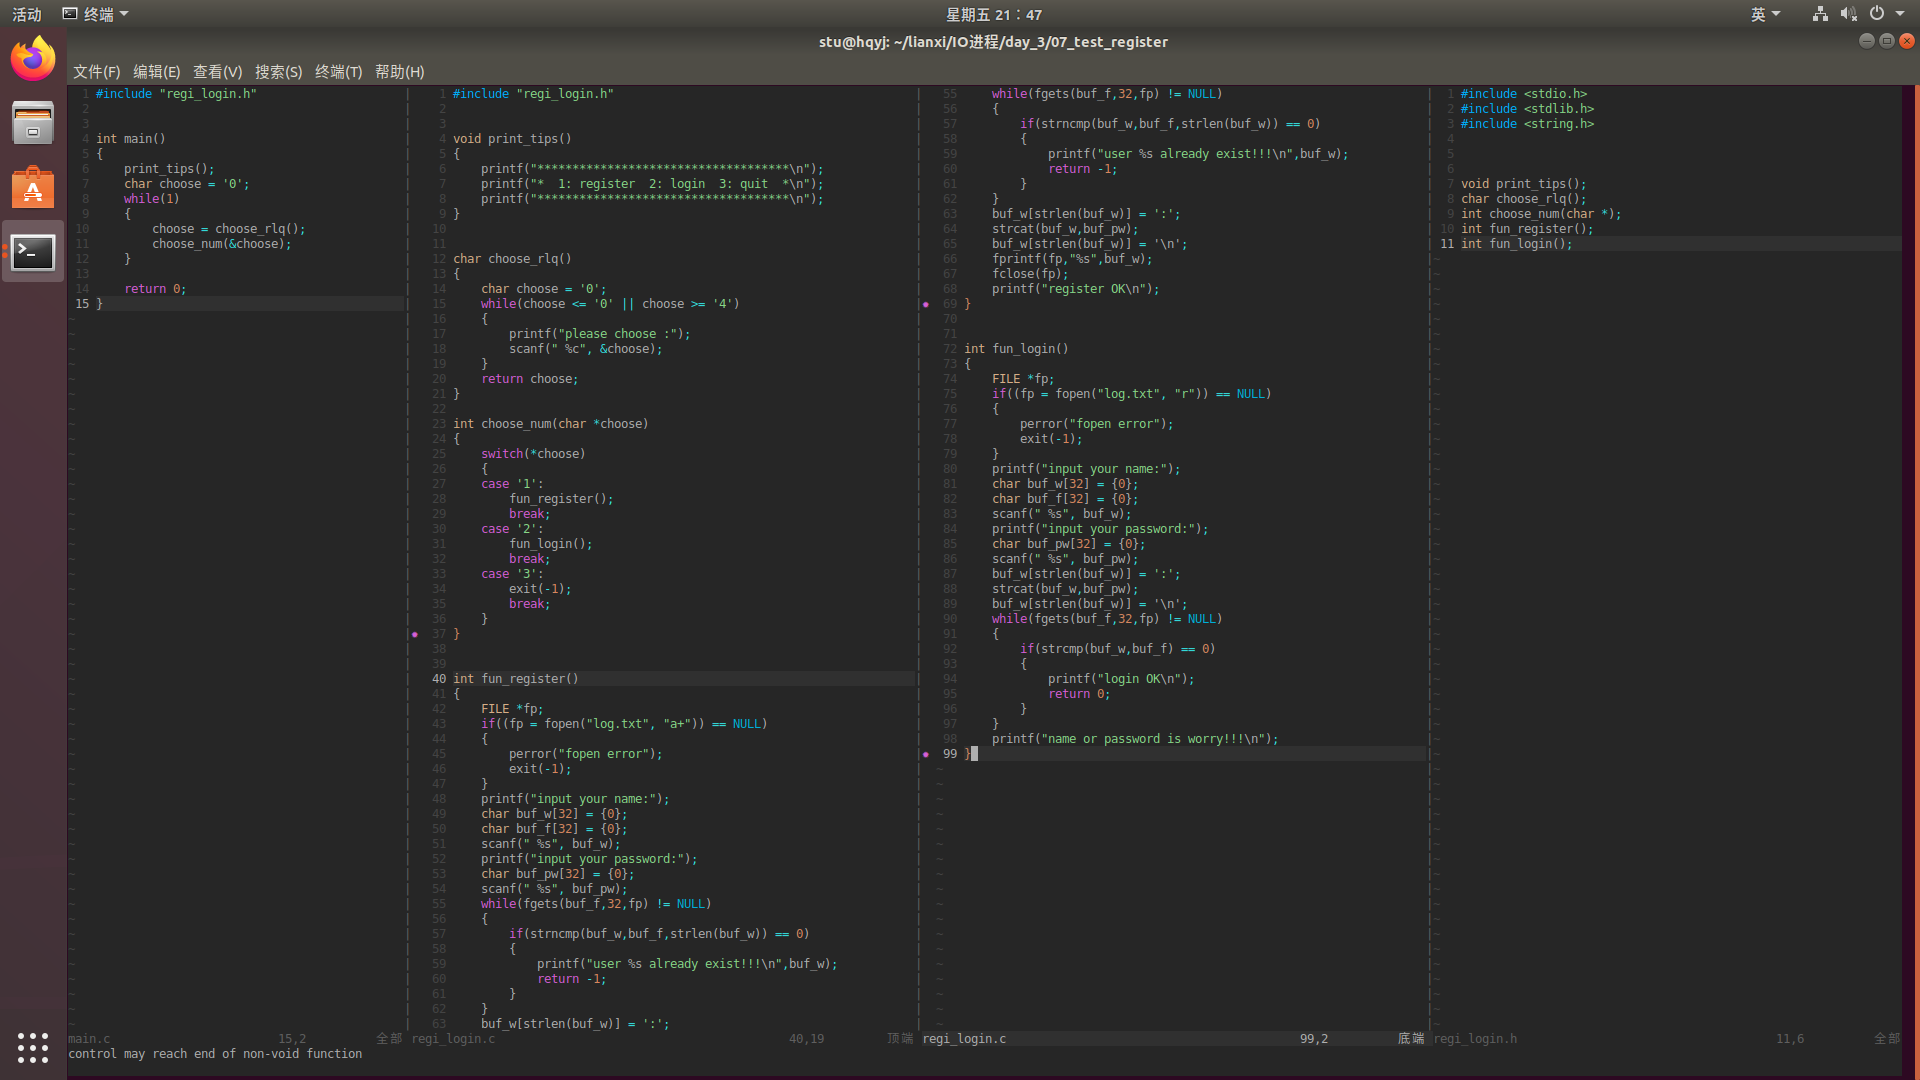 活动 终端 星期五 21：47 英
stu@hqyj: ~/lianxi/IO进程/day_3/07_test_register
文件(F) 编辑(E) 查看(V) 搜索(S) 终端(T) 帮助(H)
1 #include "regi_login.h"
2
3
4 int main()
5 {
6     print_tips();
7     char choose = '0';
8     while(1)
9     {
10         choose = choose_rlq();
11         choose_num(&choose);
12     }
13
14     return 0;
15 }
main.c 15,2 全部
1 #include "regi_login.h"
2
3
4 void print_tips()
5 {
6     printf("************************************\n");
7     printf("*  1: register  2: login  3: quit  *\n");
8     printf("************************************\n");
9 }
10
11
12 char choose_rlq()
13 {
14     char choose = '0';
15     while(choose <= '0' || choose >= '4')
16     {
17         printf("please choose :");
18         scanf(" %c", &choose);
19     }
20     return choose;
21 }
22
23 int choose_num(char *choose)
24 {
25     switch(*choose)
26     {
27     case '1':
28         fun_register();
29         break;
30     case '2':
31         fun_login();
32         break;
33     case '3':
34         exit(-1);
35         break;
36     }
37 }
38
39
40 int fun_register()
41 {
42     FILE *fp;
43     if((fp = fopen("log.txt", "a+")) == NULL)
44     {
45         perror("fopen error");
46         exit(-1);
47     }
48     printf("input your name:");
49     char buf_w[32] = {0};
50     char buf_f[32] = {0};
51     scanf(" %s", buf_w);
52     printf("input your password:");
53     char buf_pw[32] = {0};
54     scanf(" %s", buf_pw);
55     while(fgets(buf_f,32,fp) != NULL)
56     {
57         if(strncmp(buf_w,buf_f,strlen(buf_w)) == 0)
58         {
59             printf("user %s already exist!!!\n",buf_w);
60             return -1;
61         }
62     }
63     buf_w[strlen(buf_w)] = ':';
regi_login.c 40,19 顶端
55     while(fgets(buf_f,32,fp) != NULL)
56     {
57         if(strncmp(buf_w,buf_f,strlen(buf_w)) == 0)
58         {
59             printf("user %s already exist!!!\n",buf_w);
60             return -1;
61         }
62     }
63     buf_w[strlen(buf_w)] = ':';
64     strcat(buf_w,buf_pw);
65     buf_w[strlen(buf_w)] = '\n';
66     fprintf(fp,"%s",buf_w);
67     fclose(fp);
68     printf("register OK\n");
69 }
70
71
72 int fun_login()
73 {
74     FILE *fp;
75     if((fp = fopen("log.txt", "r")) == NULL)
76     {
77         perror("fopen error");
78         exit(-1);
79     }
80     printf("input your name:");
81     char buf_w[32] = {0};
82     char buf_f[32] = {0};
83     scanf(" %s", buf_w);
84     printf("input your password:");
85     char buf_pw[32] = {0};
86     scanf(" %s", buf_pw);
87     buf_w[strlen(buf_w)] = ':';
88     strcat(buf_w,buf_pw);
89     buf_w[strlen(buf_w)] = '\n';
90     while(fgets(buf_f,32,fp) != NULL)
91     {
92         if(strcmp(buf_w,buf_f) == 0)
93         {
94             printf("login OK\n");
95             return 0;
96         }
97     }
98     printf("name or password is worry!!!\n");
99 }
regi_login.c 99,2 底端
1 #include <stdio.h>
2 #include <stdlib.h>
3 #include <string.h>
4
5
6
7 void print_tips();
8 char choose_rlq();
9 int choose_num(char *);
10 int fun_register();
11 int fun_login();
regi_login.h 11,6 全部
control may reach end of non-void function